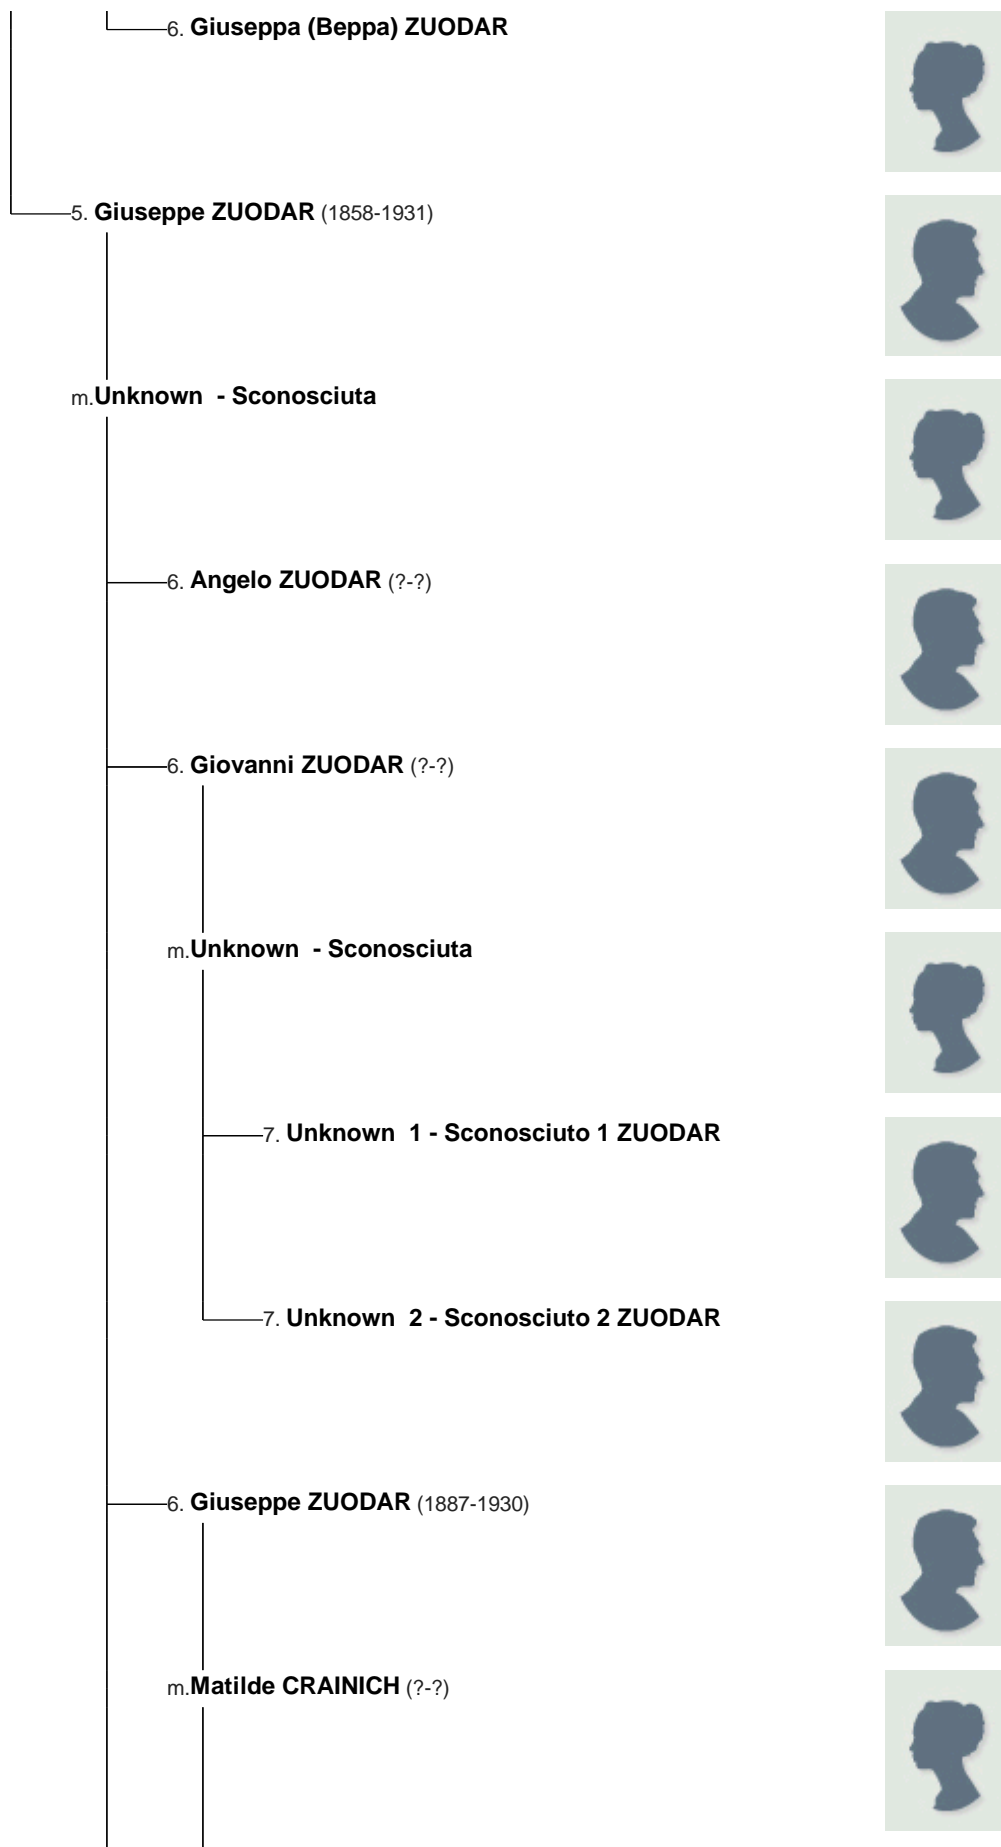 6. Giuseppa (Beppa) ZUODAR
5. Giuseppe ZUODAR (1858-1931)
m.Unknown - Sconosciuta
6. Angelo ZUODAR (?-?)
6. Giovanni ZUODAR (?-?)
m.Unknown - Sconosciuta
7. Unknown 1 - Sconosciuto 1 ZUODAR
7. Unknown 2 - Sconosciuto 2 ZUODAR
6. Giuseppe ZUODAR (1887-1930)
m.Matilde CRAINICH (?-?)